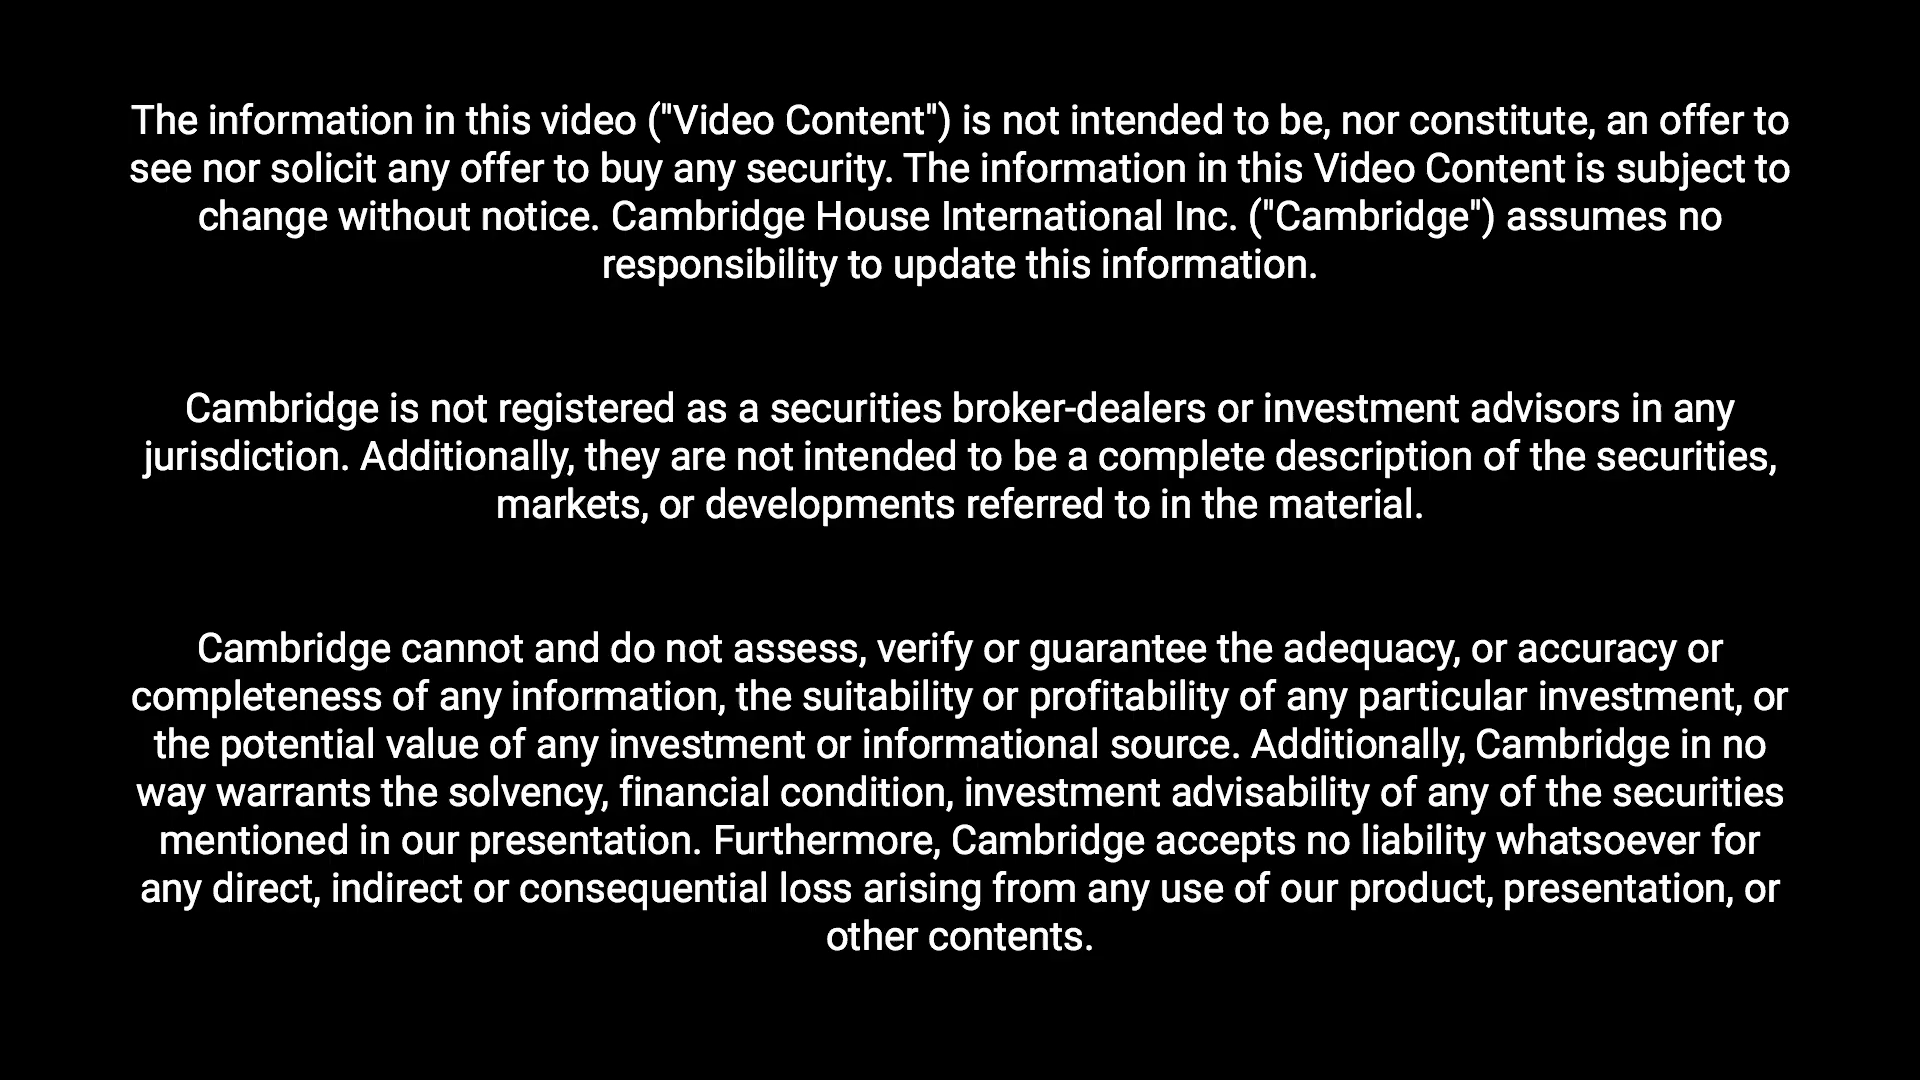 The information in this video ("Video Content") is not intended to be, nor constitute, an offer to
see nor solicit any offer to buy any security. The information in this Video Content is subject to
change without notice. Cambridge House International Inc. ("Cambridge") assumes no
responsibility to update this information.
Cambridge is not registered as a securities broker-dealers or investment advisors in any
jurisdiction. Additionally, they are not intended to be a complete description of the securities,
markets, or developments referred to in the material.
Cambridge cannot and do not assess, verify or guarantee the adequacy, or accuracy or
completeness of any information, the suitability or profitability of any particular investment, or
the potential value of any investment or informational source. Additionally, Cambridge in no
way warrants the solvency, financial condition, investment advisability of any of the securities
mentioned in our presentation. Furthermore, Cambridge accepts no liability whatsoever for
any direct, indirect or consequential loss arising from any use of our product, presentation, or
other contents.